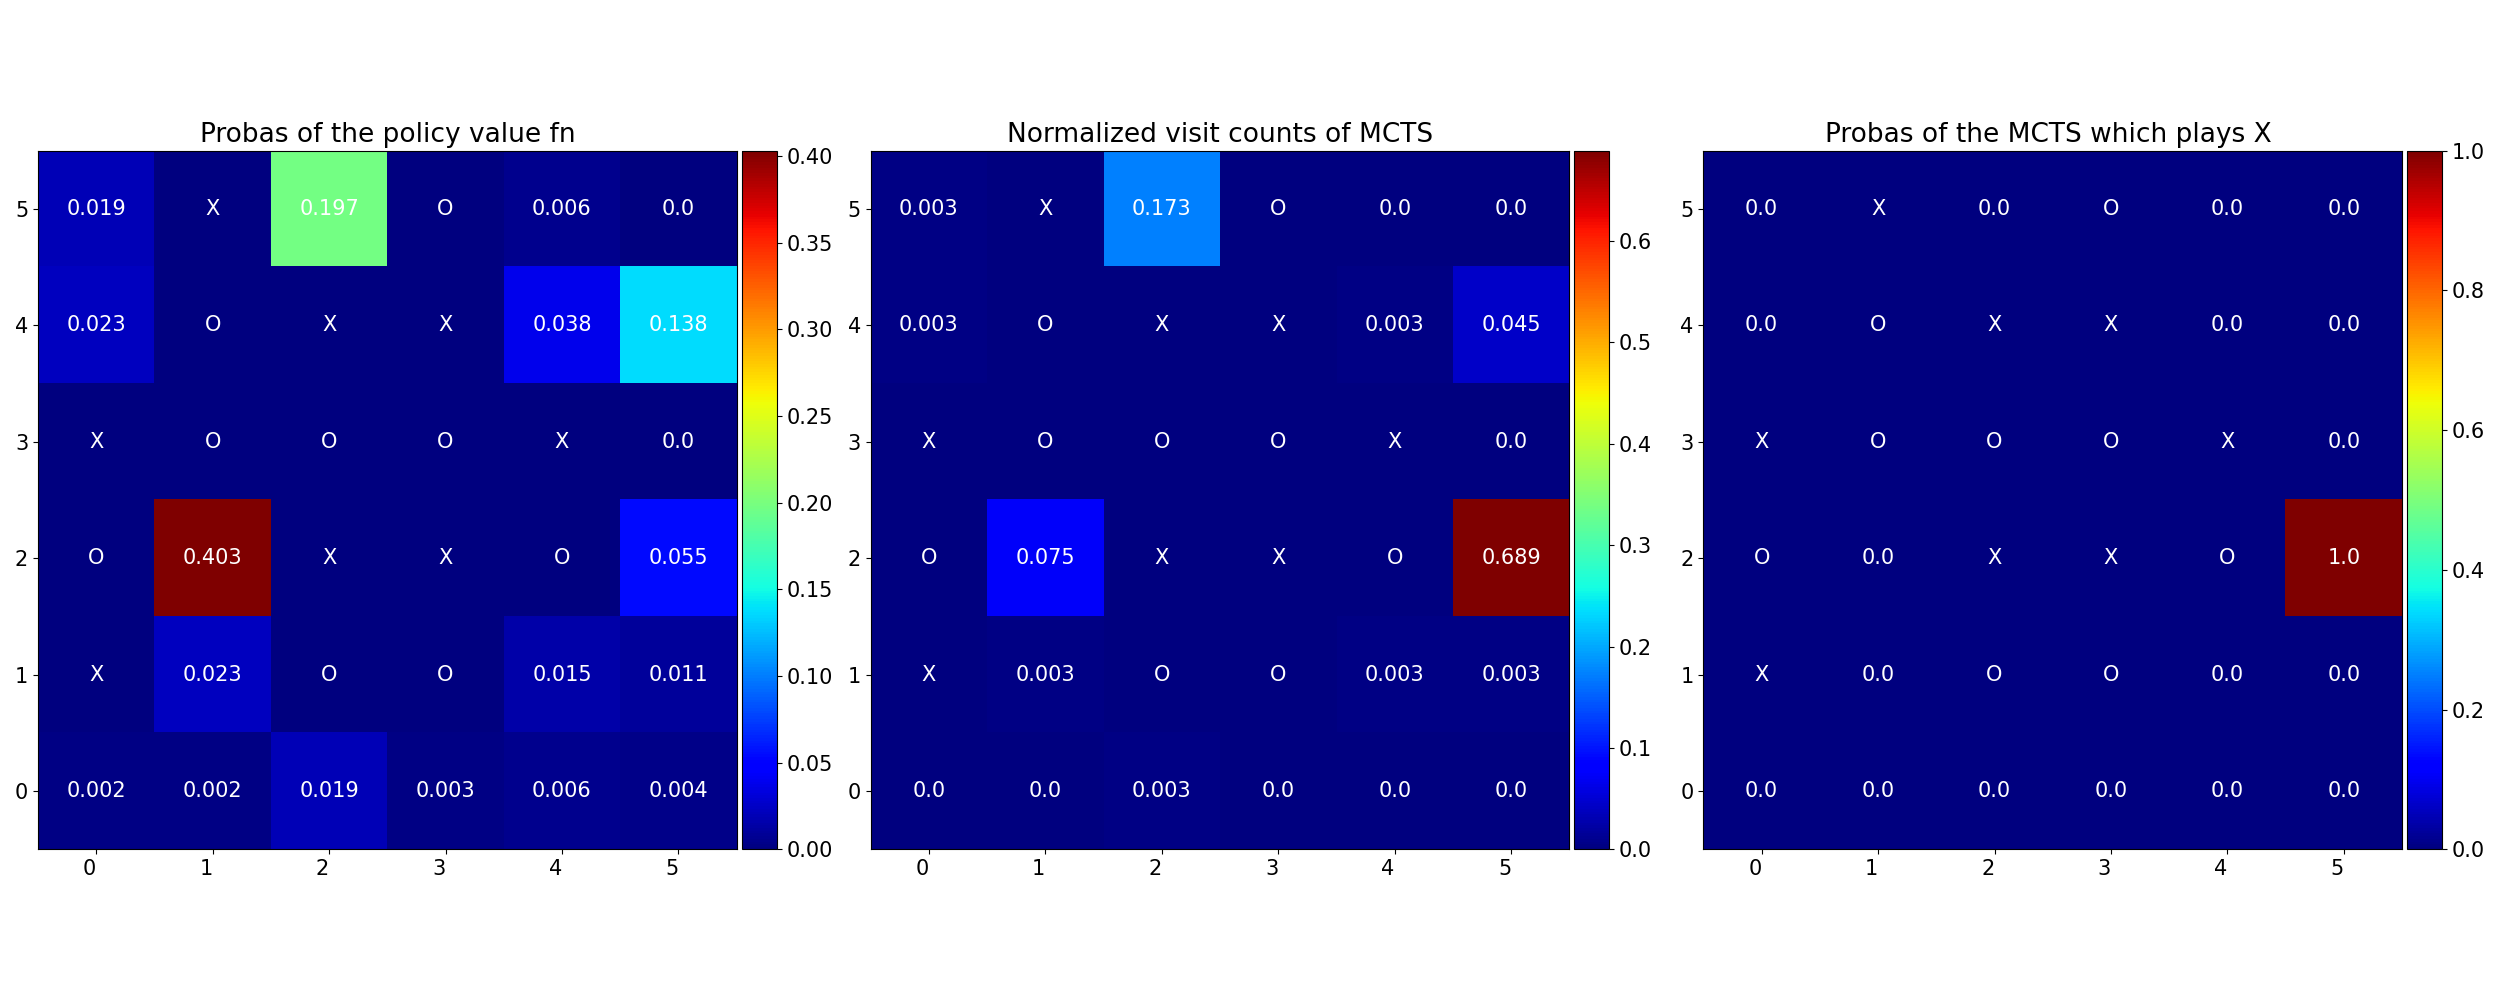 Probas of the policy value fn
5 0.019 X 0.197 O 0.006 0.0
4 0.023 O X X 0.038 0.138
3 X O O O X 0.0
2 O 0.403 X X O 0.055
1 X 0.023 O O 0.015 0.011
0 0.002 0.002 0.019 0.003 0.006 0.004
0 1 2 3 4 5
0.40
0.35
0.30
0.25
0.20
0.15
0.10
0.05
0.00
Normalized visit counts of MCTS
5 0.003 X 0.173 O 0.0 0.0
4 0.003 O X X 0.003 0.045
3 X O O O X 0.0
2 O 0.075 X X O 0.689
1 X 0.003 O O 0.003 0.003
0 0.0 0.0 0.003 0.0 0.0 0.0
0 1 2 3 4 5
0.6
0.5
0.4
0.3
0.2
0.1
0.0
Probas of the MCTS which plays X
5 0.0 X 0.0 O 0.0 0.0
4 0.0 O X X 0.0 0.0
3 X O O O X 0.0
2 O 0.0 X X O 1.0
1 X 0.0 O O 0.0 0.0
0 0.0 0.0 0.0 0.0 0.0 0.0
0 1 2 3 4 5
1.0
0.8
0.6
0.4
0.2
0.0